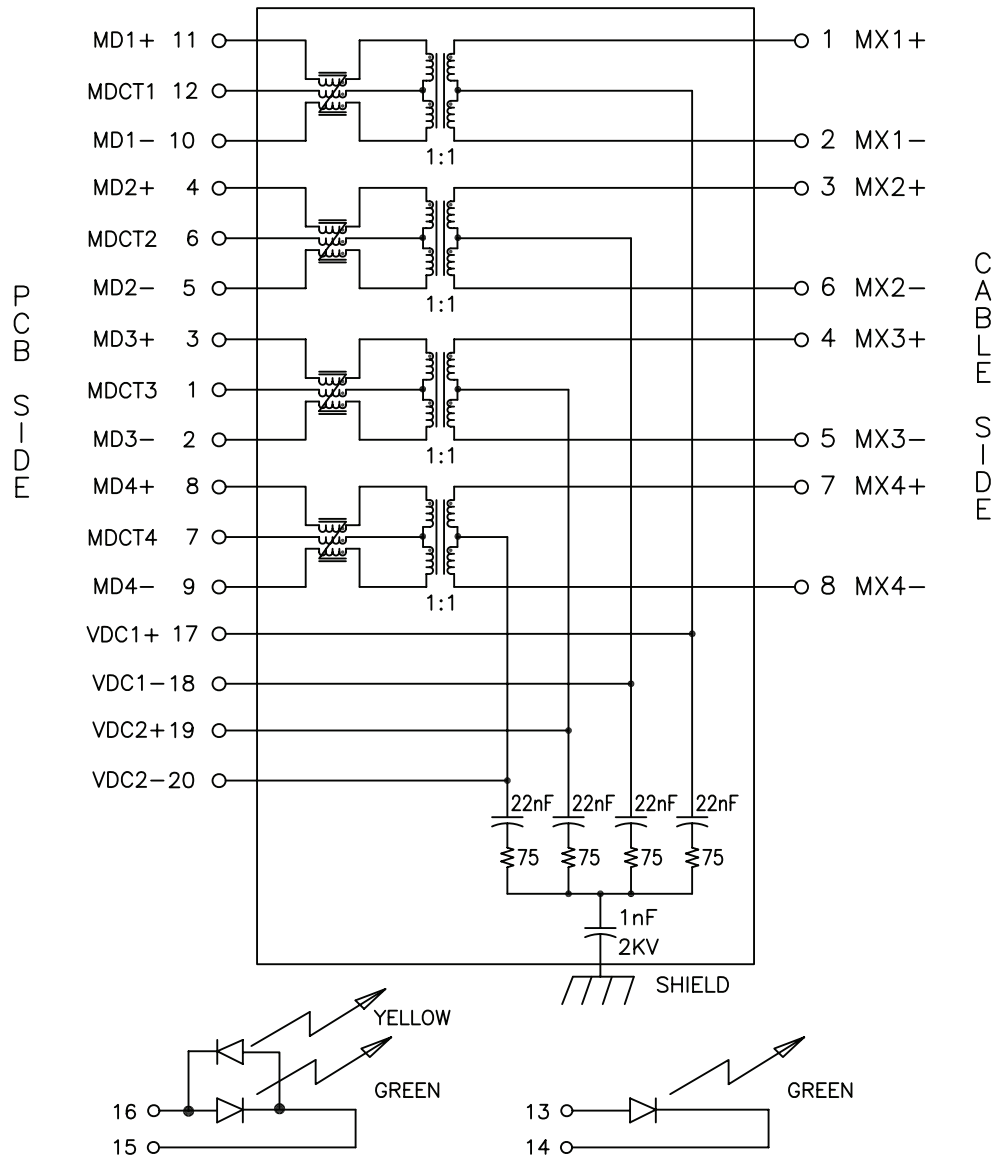 MD1+ 11 1 MX1+
MDCT1 12
MD1- 10 2 MX1-
1:1
MD2+ 4 3 MX2+
MDCT2 6
MD2- 5 6 MX2-
1:1
MD3+ 3 4 MX3+
MDCT3 1
MD3- 2 5 MX3-
1:1
MD4+ 8 7 MX4+
MDCT4 7
MD4- 9 8 MX4-
1:1
PCB SIDE
CABLE SIDE
VDC1+ 17
VDC1- 18
VDC2+ 19
VDC2- 20
22nF 22nF 22nF 22nF
75 75 75 75
1nF
2KV
SHIELD
YELLOW
GREEN
16
15
GREEN
13
14